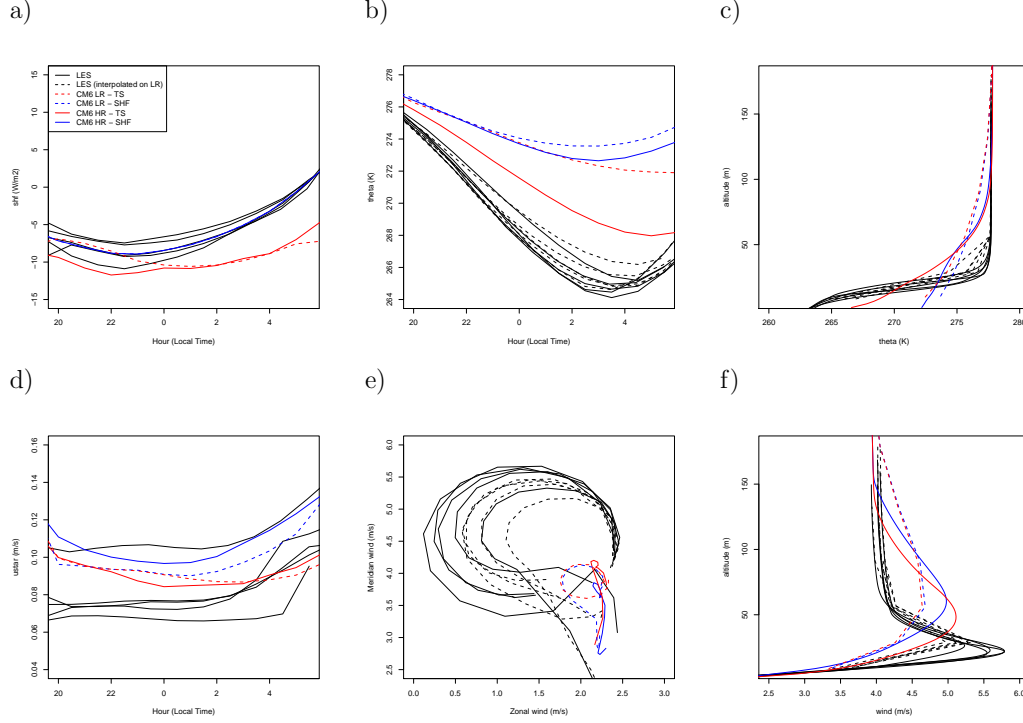 a)
b)
c)
15
10
5
0
−5
−10
−15
shf (W/m2)
LES
LES (interpolated on LR)
CM6 LR − TS
CM6 LR − SHF
CM6 HR − TS
CM6 HR − SHF
20
22
0
2
4
Hour (Local Time)
278
276
274
272
270
268
266
264
theta (K)
20
22
0
2
4
Hour (Local Time)
150
100
50
altitude (m)
260
265
270
275
280
theta (K)
d)
e)
f)
0.16
0.14
0.12
0.10
0.08
0.06
0.04
ustar (m/s)
20
22
0
2
4
Hour (Local Time)
6.0
5.5
5.0
4.5
4.0
3.5
3.0
2.5
Meridian wind (m/s)
0.0
0.5
1.0
1.5
2.0
2.5
3.0
Zonal wind (m/s)
150
100
50
altitude (m)
2.5
3.0
3.5
4.0
4.5
5.0
5.5
6.0
wind (m/s)